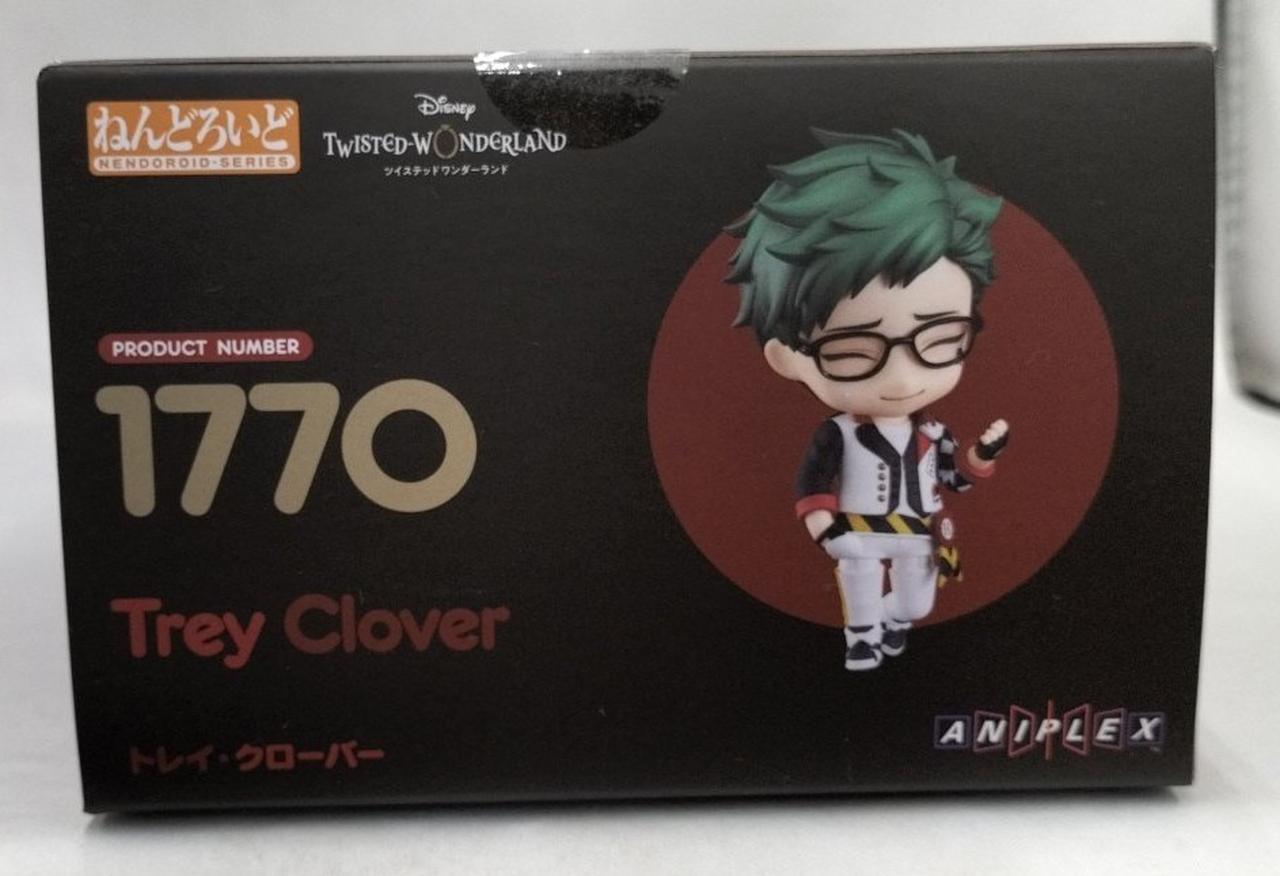 ねんどろいど
NENDOROID-SERIES
Disney
TWISTED-WONDERLAND
ツイステッドワンダーランド
PRODUCT NUMBER
1770
Trey Clover
トレイ・クローバー
ANIPLEX